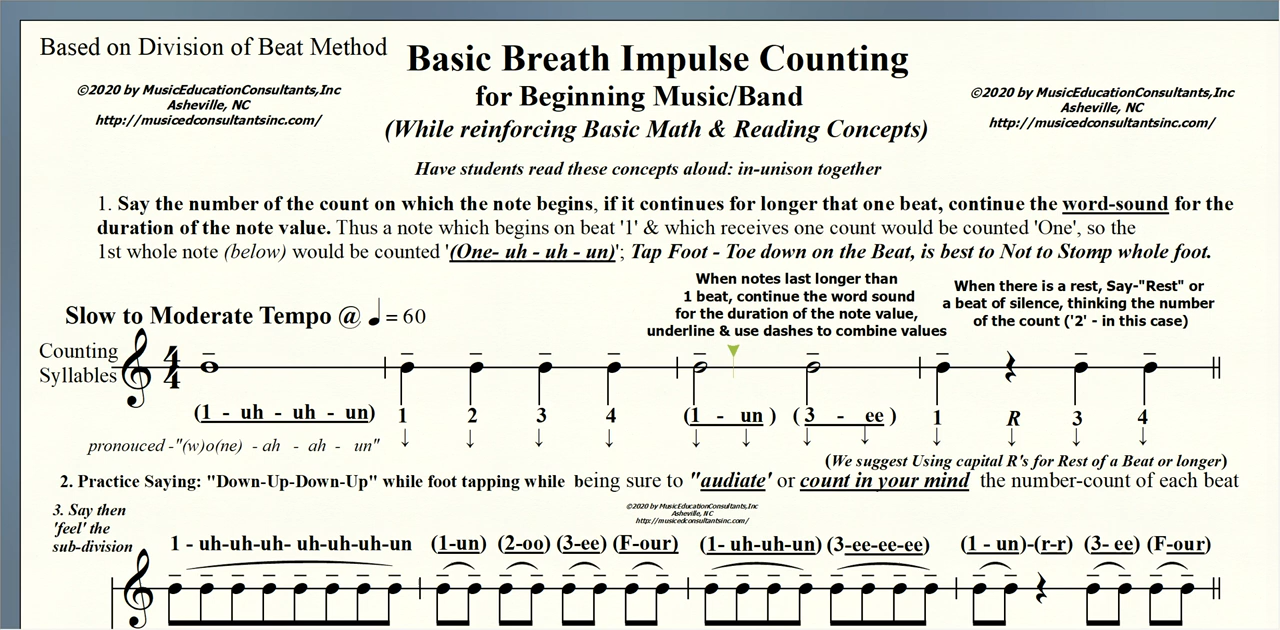 Based on Division of Beat Method
Basic Breath Impulse Counting
for Beginning Music/Band
(While reinforcing Basic Math & Reading Concepts)
©2020 by MusicEducationConsultants,Inc
Asheville, NC
http://musicedconsultantsinc.com/
©2020 by MusicEducationConsultants,Inc
Asheville, NC
http://musicedconsultantsinc.com/
Have students read these concepts aloud: in-unison together
1. Say the number of the count on which the note begins, if it continues for longer that one beat, continue the word-sound for the
duration of the note value. Thus a note which begins on beat '1' & which receives one count would be counted 'One', so the
1st whole note (below) would be counted '(One- uh - uh - un)'; Tap Foot - Toe down on the Beat, is best to Not to Stomp whole foot.
When notes last longer than
1 beat, continue the word sound
for the duration of the note value,
underline & use dashes to combine values
When there is a rest, Say-"Rest" or
a beat of silence, thinking the number
of the count ('2' - in this case)
Slow to Moderate Tempo @ ♩ = 60
Counting
Syllables
4
4
(1 - uh - uh - un) 1 2 3 4 (1 - un ) ( 3 - ee ) 1 R 3 4
pronouced -"(w)o(ne) - ah - ah - un" ↓ ↓ ↓ ↓ ↓ ↓ ↓ ↓ ↓ ↓ ↓ ↓
(We suggest Using capital R's for Rest of a Beat or longer)
2. Practice Saying: "Down-Up-Down-Up" while foot tapping while being sure to "audiate' or count in your mind the number-count of each beat
3. Say then
'feel' the
sub-division
©2020 by MusicEducationConsultants,Inc
Asheville, NC
http://musicedconsultantsinc.com/
1 - uh-uh-uh- uh-uh-uh-un (1-un) (2-oo) (3-ee) (F-our) (1- uh-uh-un) (3-ee-ee-ee) (1 - un)-(r-r) (3- ee) (F-our)